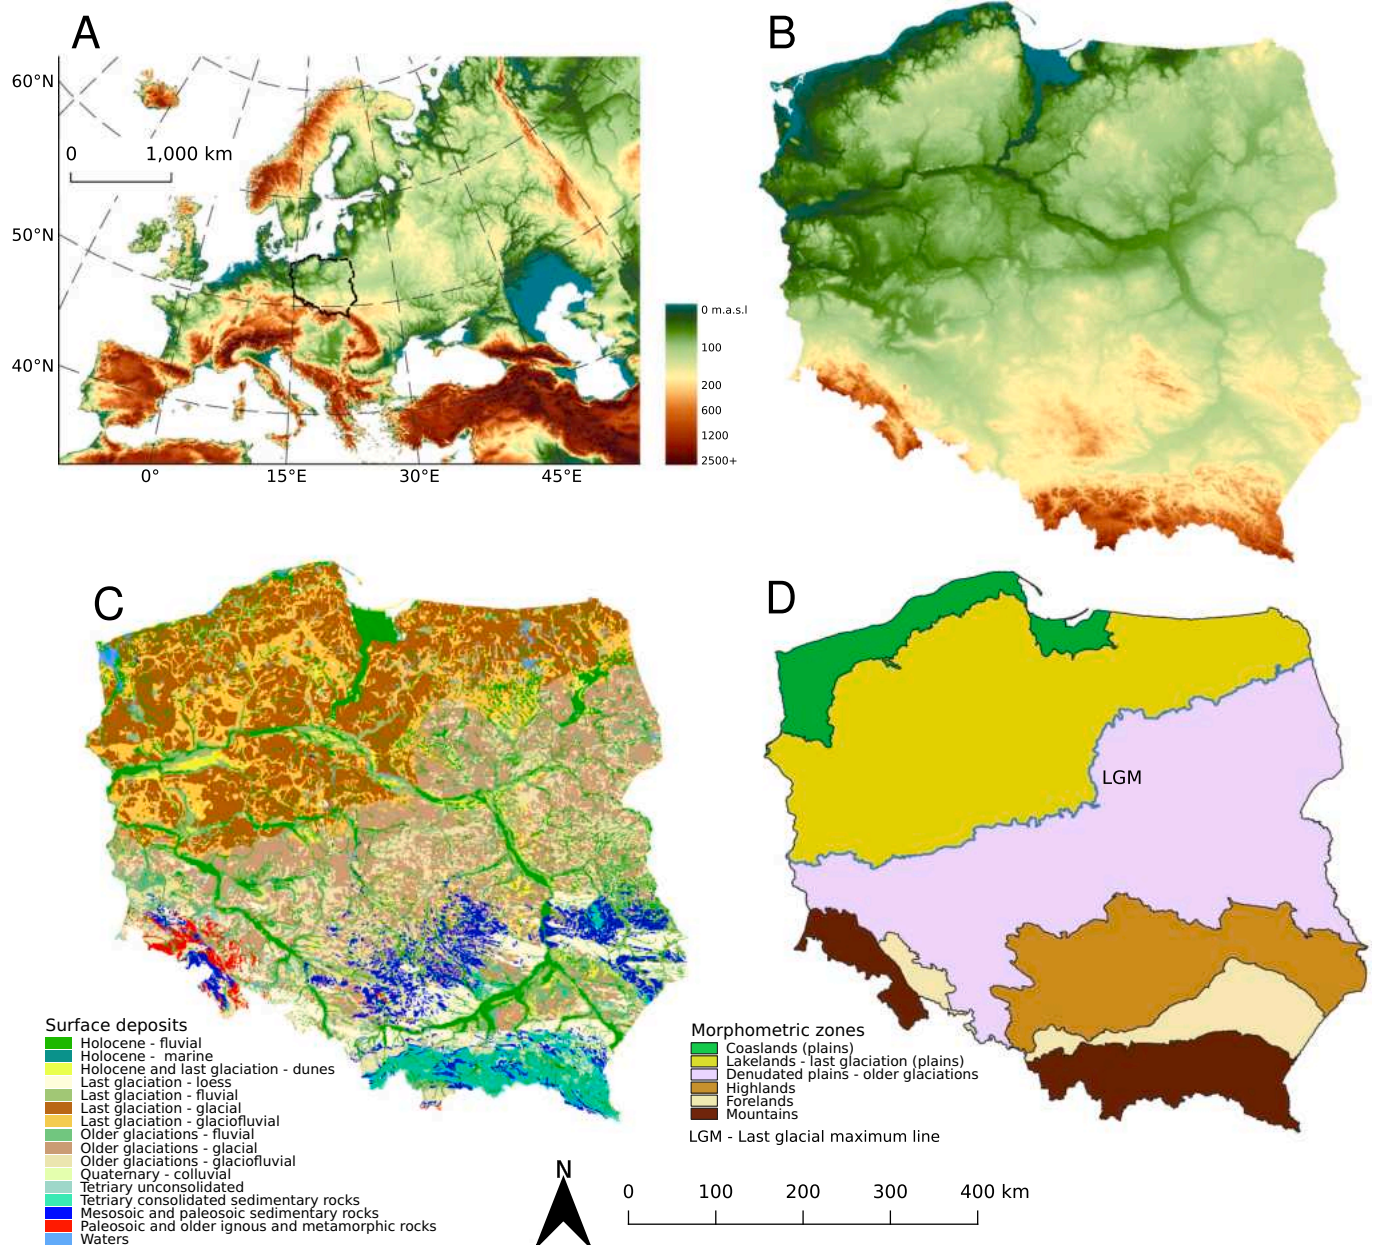 A
B
60°N
0
1,000 km
50°N
0 m.a.s.l
100
40°N
200
600
1200
2500+
0°
15°E
30°E
45°E
C
D
LGM
Surface deposits
Holocene - fluvial
Holocene - marine
Holocene and last glaciation - dunes
Last glaciation - loess
Last glaciation - fluvial
Last glaciation - glacial
Last glaciation - glaciofluvial
Older glaciations - fluvial
Older glaciations - glacial
Older glaciations - glaciofluvial
Quaternary - colluvial
Tetriary unconsolidated
Tetriary consolidated sedimentary rocks
Mesosoic and paleosoic sedimentary rocks
Paleosoic and older ignous and metamorphic rocks
Waters
Morphometric zones
Coaslands (plains)
Lakelands - last glaciation (plains)
Denudated plains - older glaciations
Highlands
Forelands
Mountains
LGM - Last glacial maximum line
N
0 100 200 300 400 km